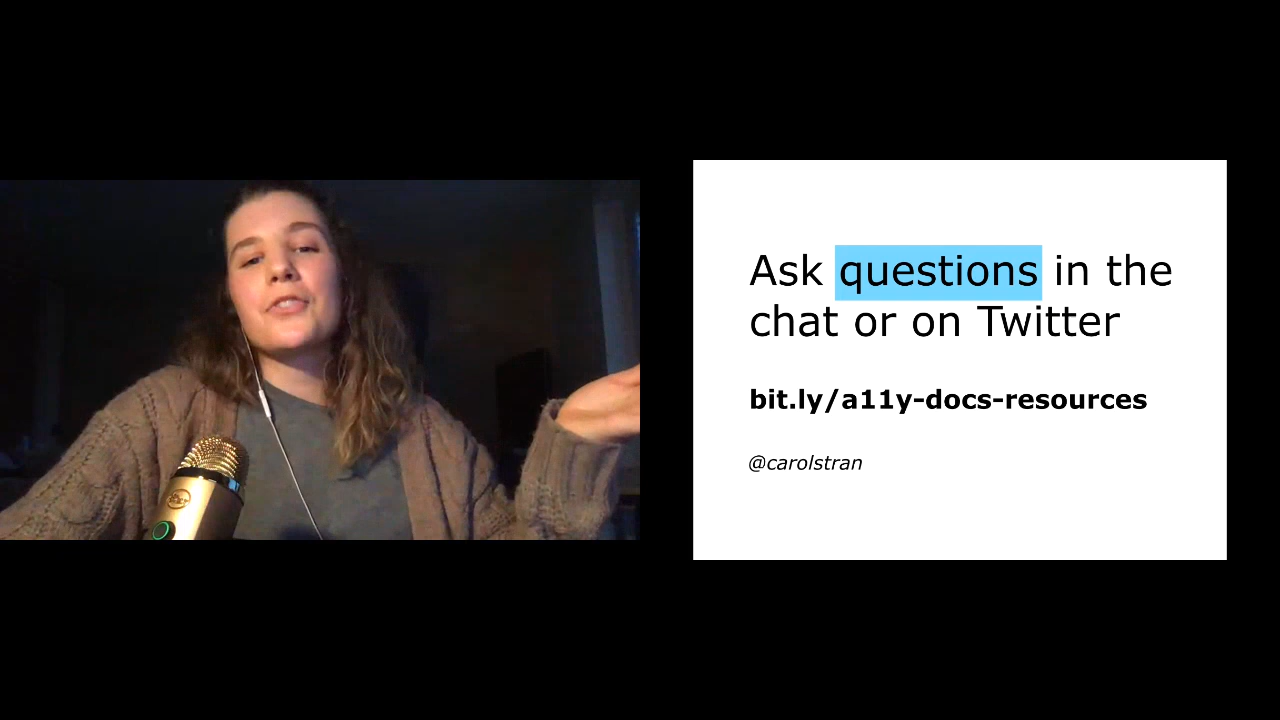 Ask questions in the
chat or on Twitter
bit.ly/a11y-docs-resources
@carolstran